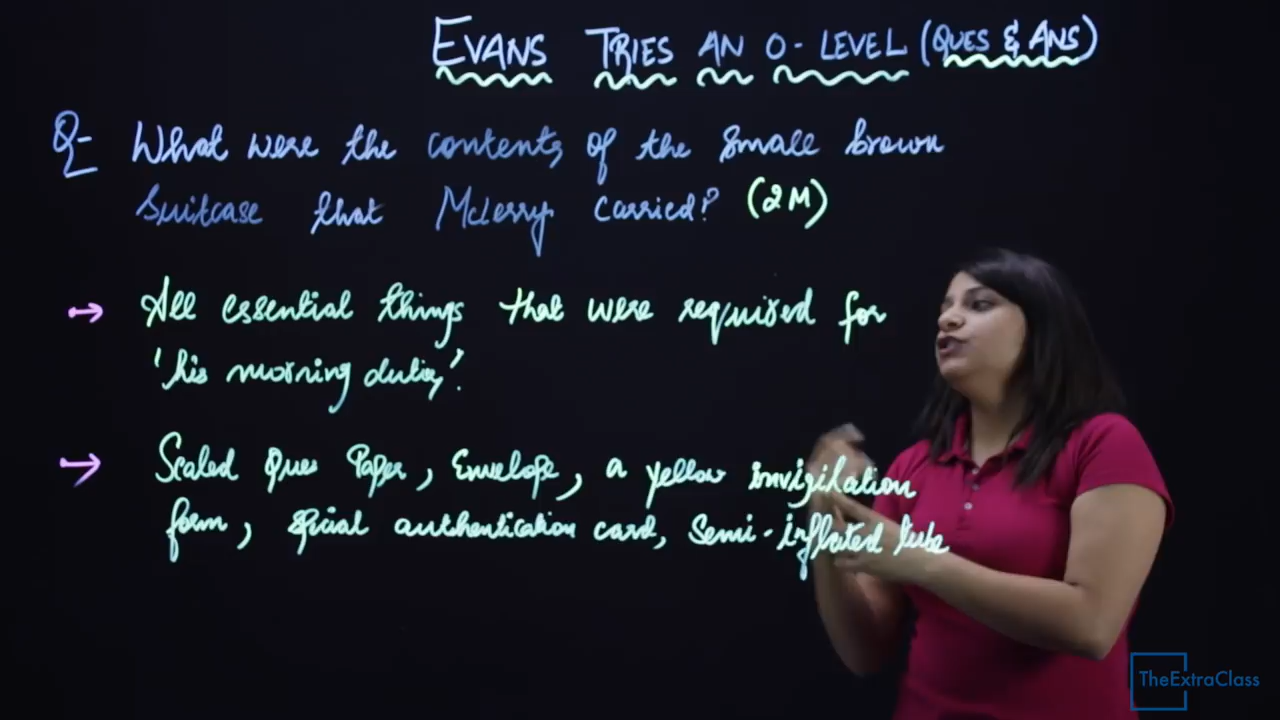 EVANS TRIES AN O-LEVEL (QUES & ANS)
Q- What were the contents of the small brown
suitcase that McLerry carried? (2M)
→ All essential things that were required for
'his morning duties'.
→ Sealed Ques Paper, Envelope, a yellow invigilation
form, special authentication card, Semi-inflated tube
TheExtraClass